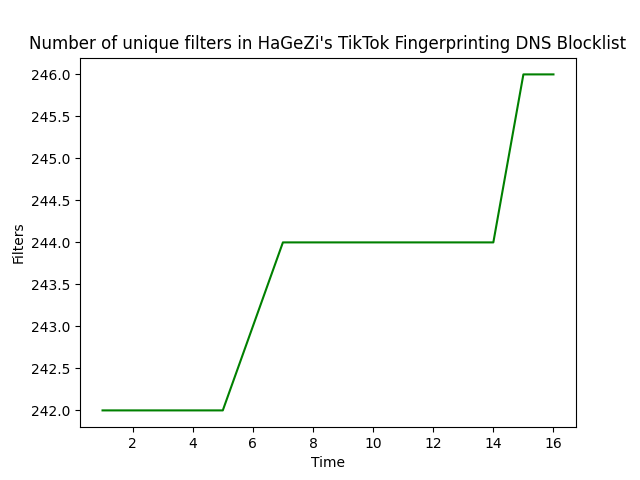 Number of unique filters in HaGeZi's TikTok Fingerprinting DNS Blocklist
246.0
245.5
245.0
244.5
244.0
243.5
243.0
242.5
242.0
Filters
2 4 6 8 10 12 14 16
Time